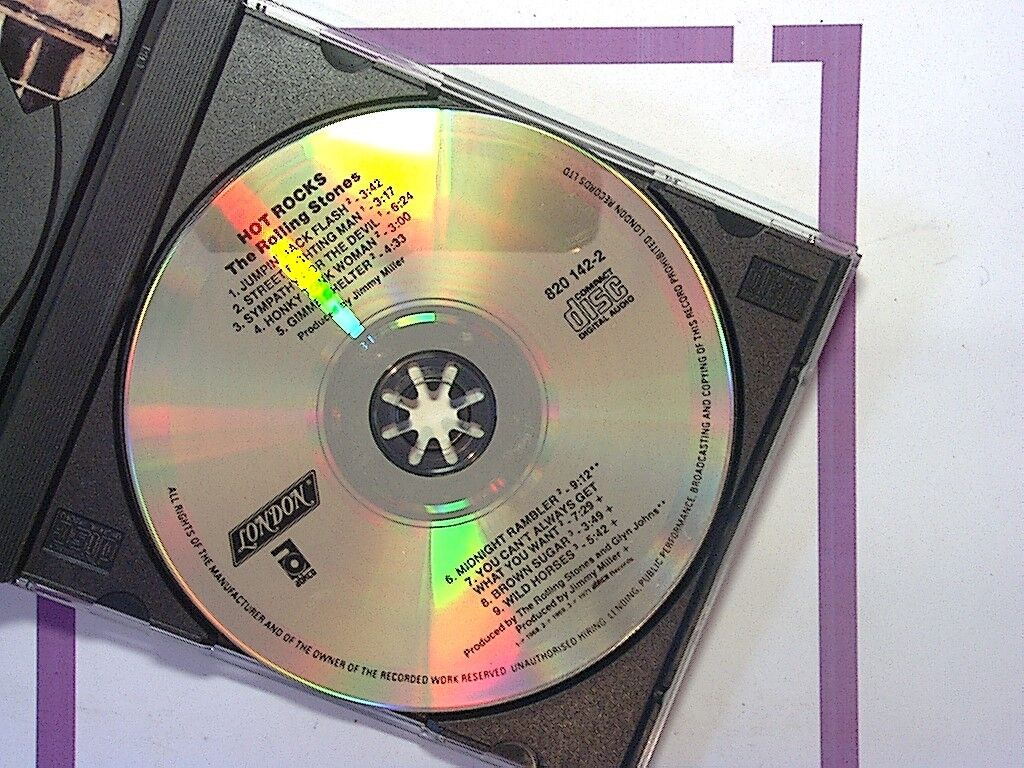 HOT ROCKS
The Rolling Stones
1. JUMPIN' JACK FLASH ² - 3:42
2. STREET FIGHTING MAN ¹ - 3:17
3. SYMPATHY FOR THE DEVIL ¹ - 6:24
4. HONKY TONK WOMAN ² - 3:00
5. GIMME SHELTER ² - 4:33
Produced by Jimmy Miller
820 142-2
COMPACT
disc
DIGITAL AUDIO
LONDON
abkco
6. MIDNIGHT RAMBLER ² - 9:12**
7. YOU CAN'T ALWAYS GET
WHAT YOU WANT - 7:29 +
8. BROWN SUGAR ³ - 3:49 +
9. WILD HORSES ³ - 5:42 +
Produced by The Rolling Stones and Glyn Johns**
Produced by Jimmy Miller +
ALL RIGHTS OF THE MANUFACTURER AND OF THE OWNER OF THE RECORDED WORK RESERVED. UNAUTHORISED HIRING, LENDING, PUBLIC PERFORMANCE, BROADCASTING AND COPYING OF THIS RECORD PROHIBITED LONDON RECORDS LTD